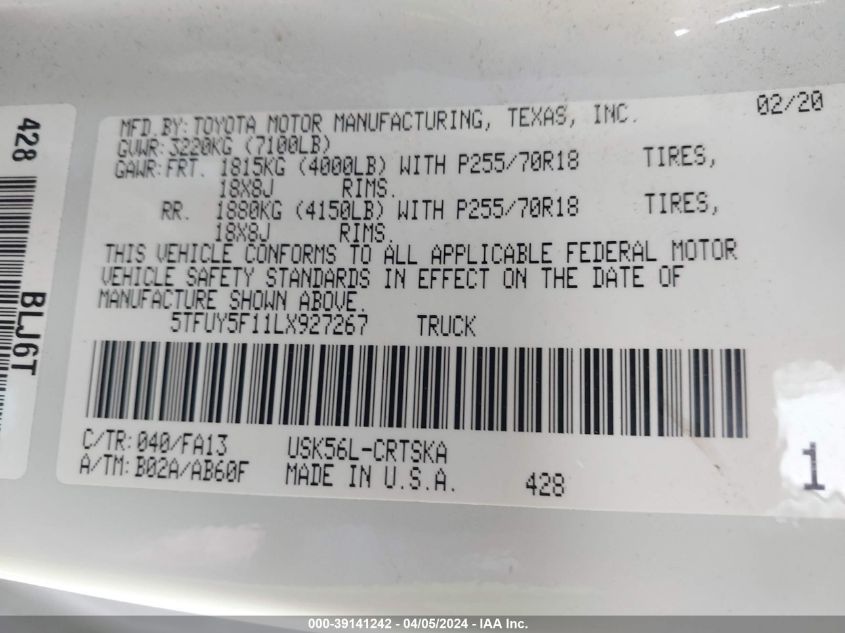 02/20
MFD.BY:TOYOTA MOTOR MANUFACTURING, TEXAS, INC.
GVWR:3220KG (7100LB)
GAWR:FRT. 1815KG (4000LB) WITH P255/70R18 TIRES,
18X8J RIMS.
RR. 1880KG (4150LB) WITH P255/70R18 TIRES,
18X8J RIMS.
THIS VEHICLE CONFORMS TO ALL APPLICABLE FEDERAL MOTOR
VEHICLE SAFETY STANDARDS IN EFFECT ON THE DATE OF
MANUFACTURE SHOWN ABOVE.
5TFUY5F11LX927267 TRUCK
C/TR:040/FA13 USK56L-CRTSKA
A/TM:B02A/AB60F MADE IN U.S.A. 428
1
428 BLJ6T
000-39141242 - 04/05/2024 - IAA Inc.